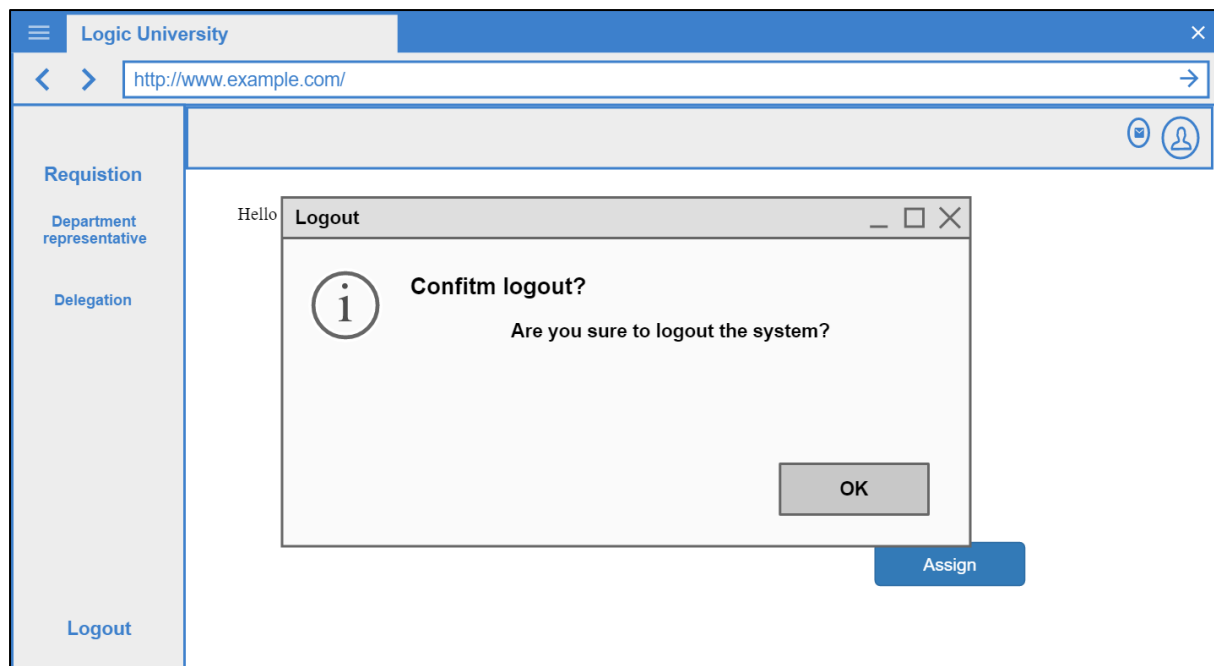 Logic University
http://www.example.com/
Requistion
Department
representative
Delegation
Logout
Hello
Logout
Confitm logout?
Are you sure to logout the system?
OK
Assign